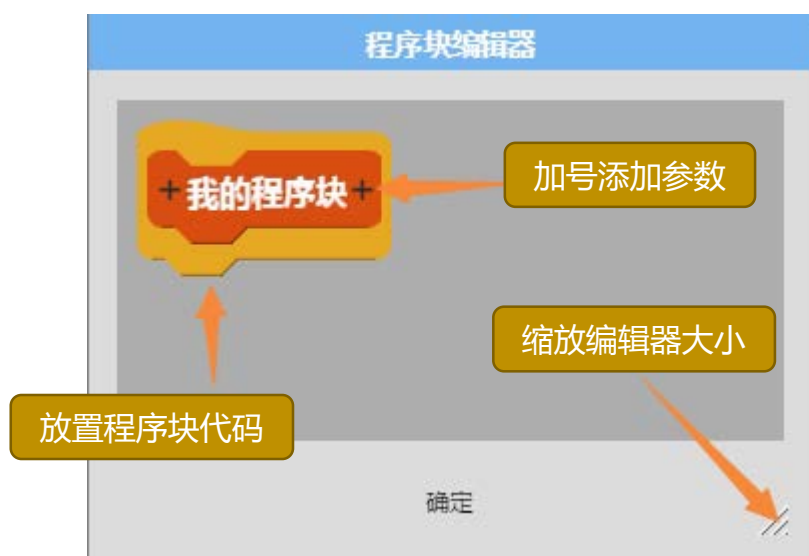 程序块编辑器
加号添加参数
+我的程序块+
缩放编辑器大小
放置程序块代码
确定